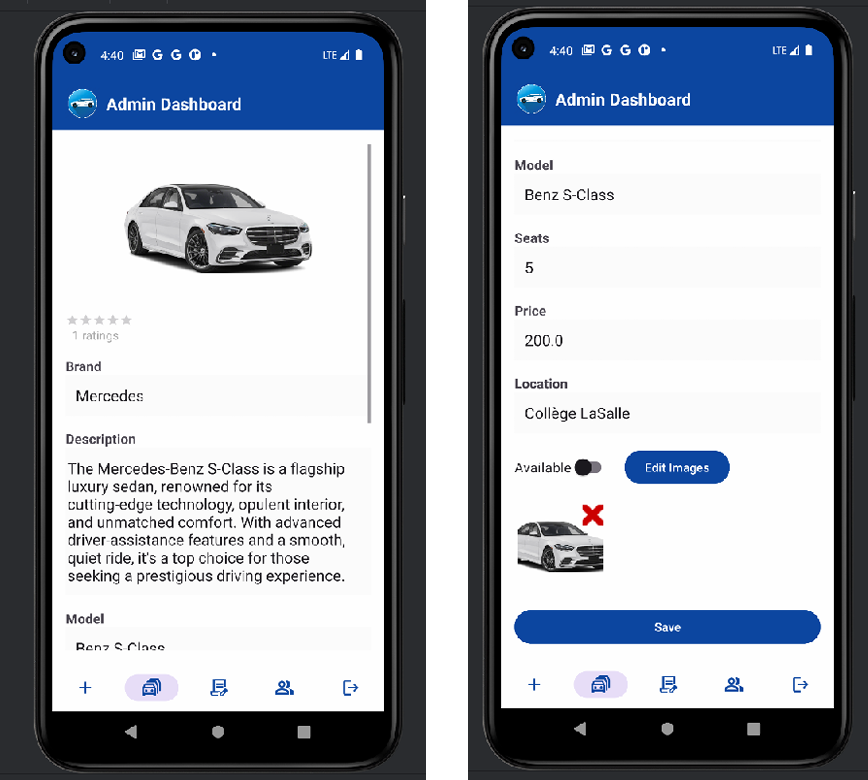 4:40
LTE
Admin Dashboard
1 ratings
Brand
Mercedes
Description
The Mercedes-Benz S-Class is a flagship
luxury sedan, renowned for its
cutting-edge technology, opulent interior,
and unmatched comfort. With advanced
driver-assistance features and a smooth,
quiet ride, it's a top choice for those
seeking a prestigious driving experience.
Model
Benz S-Class
4:40
LTE
Admin Dashboard
Model
Benz S-Class
Seats
5
Price
200.0
Location
Collège LaSalle
Available
Edit Images
Save